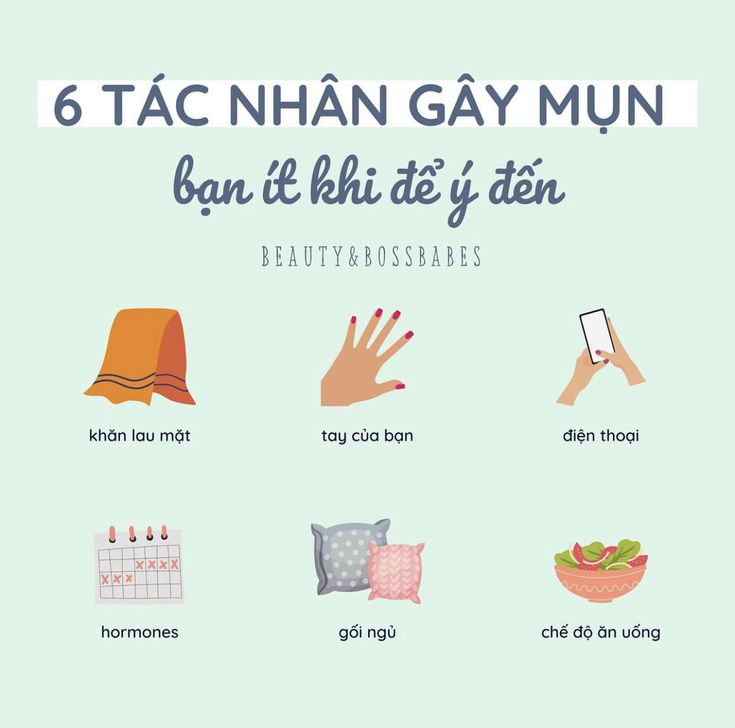 6 TÁC NHÂN GÂY MỤN
bạn ít khi để ý đến
BEAUTY&BOSSBABES
khăn lau mặt
tay của bạn
điện thoại
hormones
gối ngủ
chế độ ăn uống